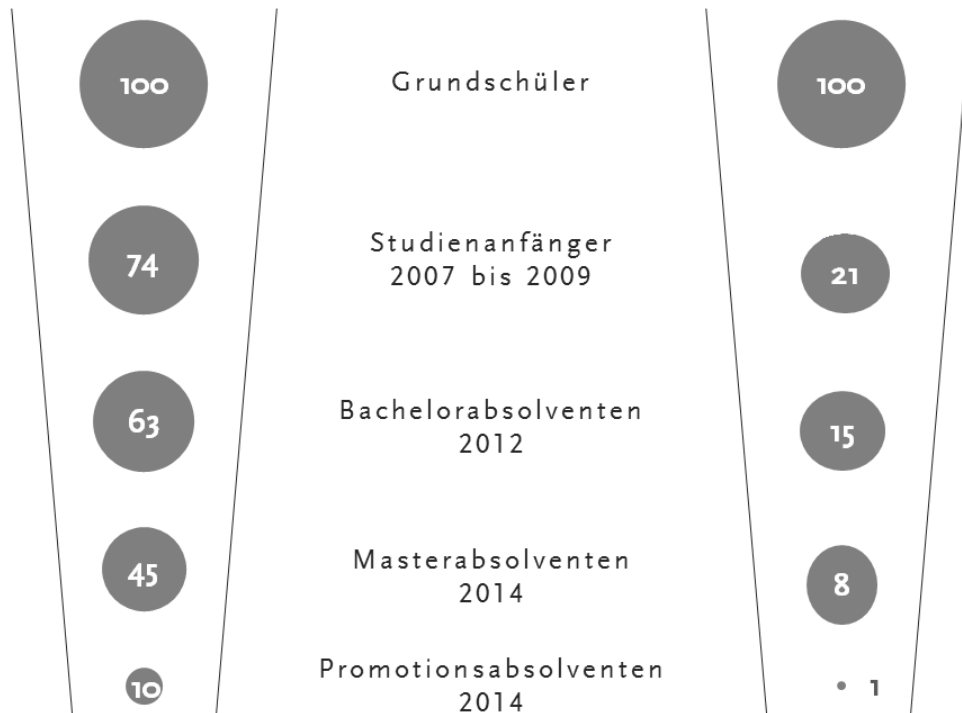 100 Grundschüler 100
74 Studienanfänger 21
2007 bis 2009
63 Bachelorabsolventen 15
2012
45 Masterabsolventen 8
2014
10 Promotionsabsolventen 1
2014